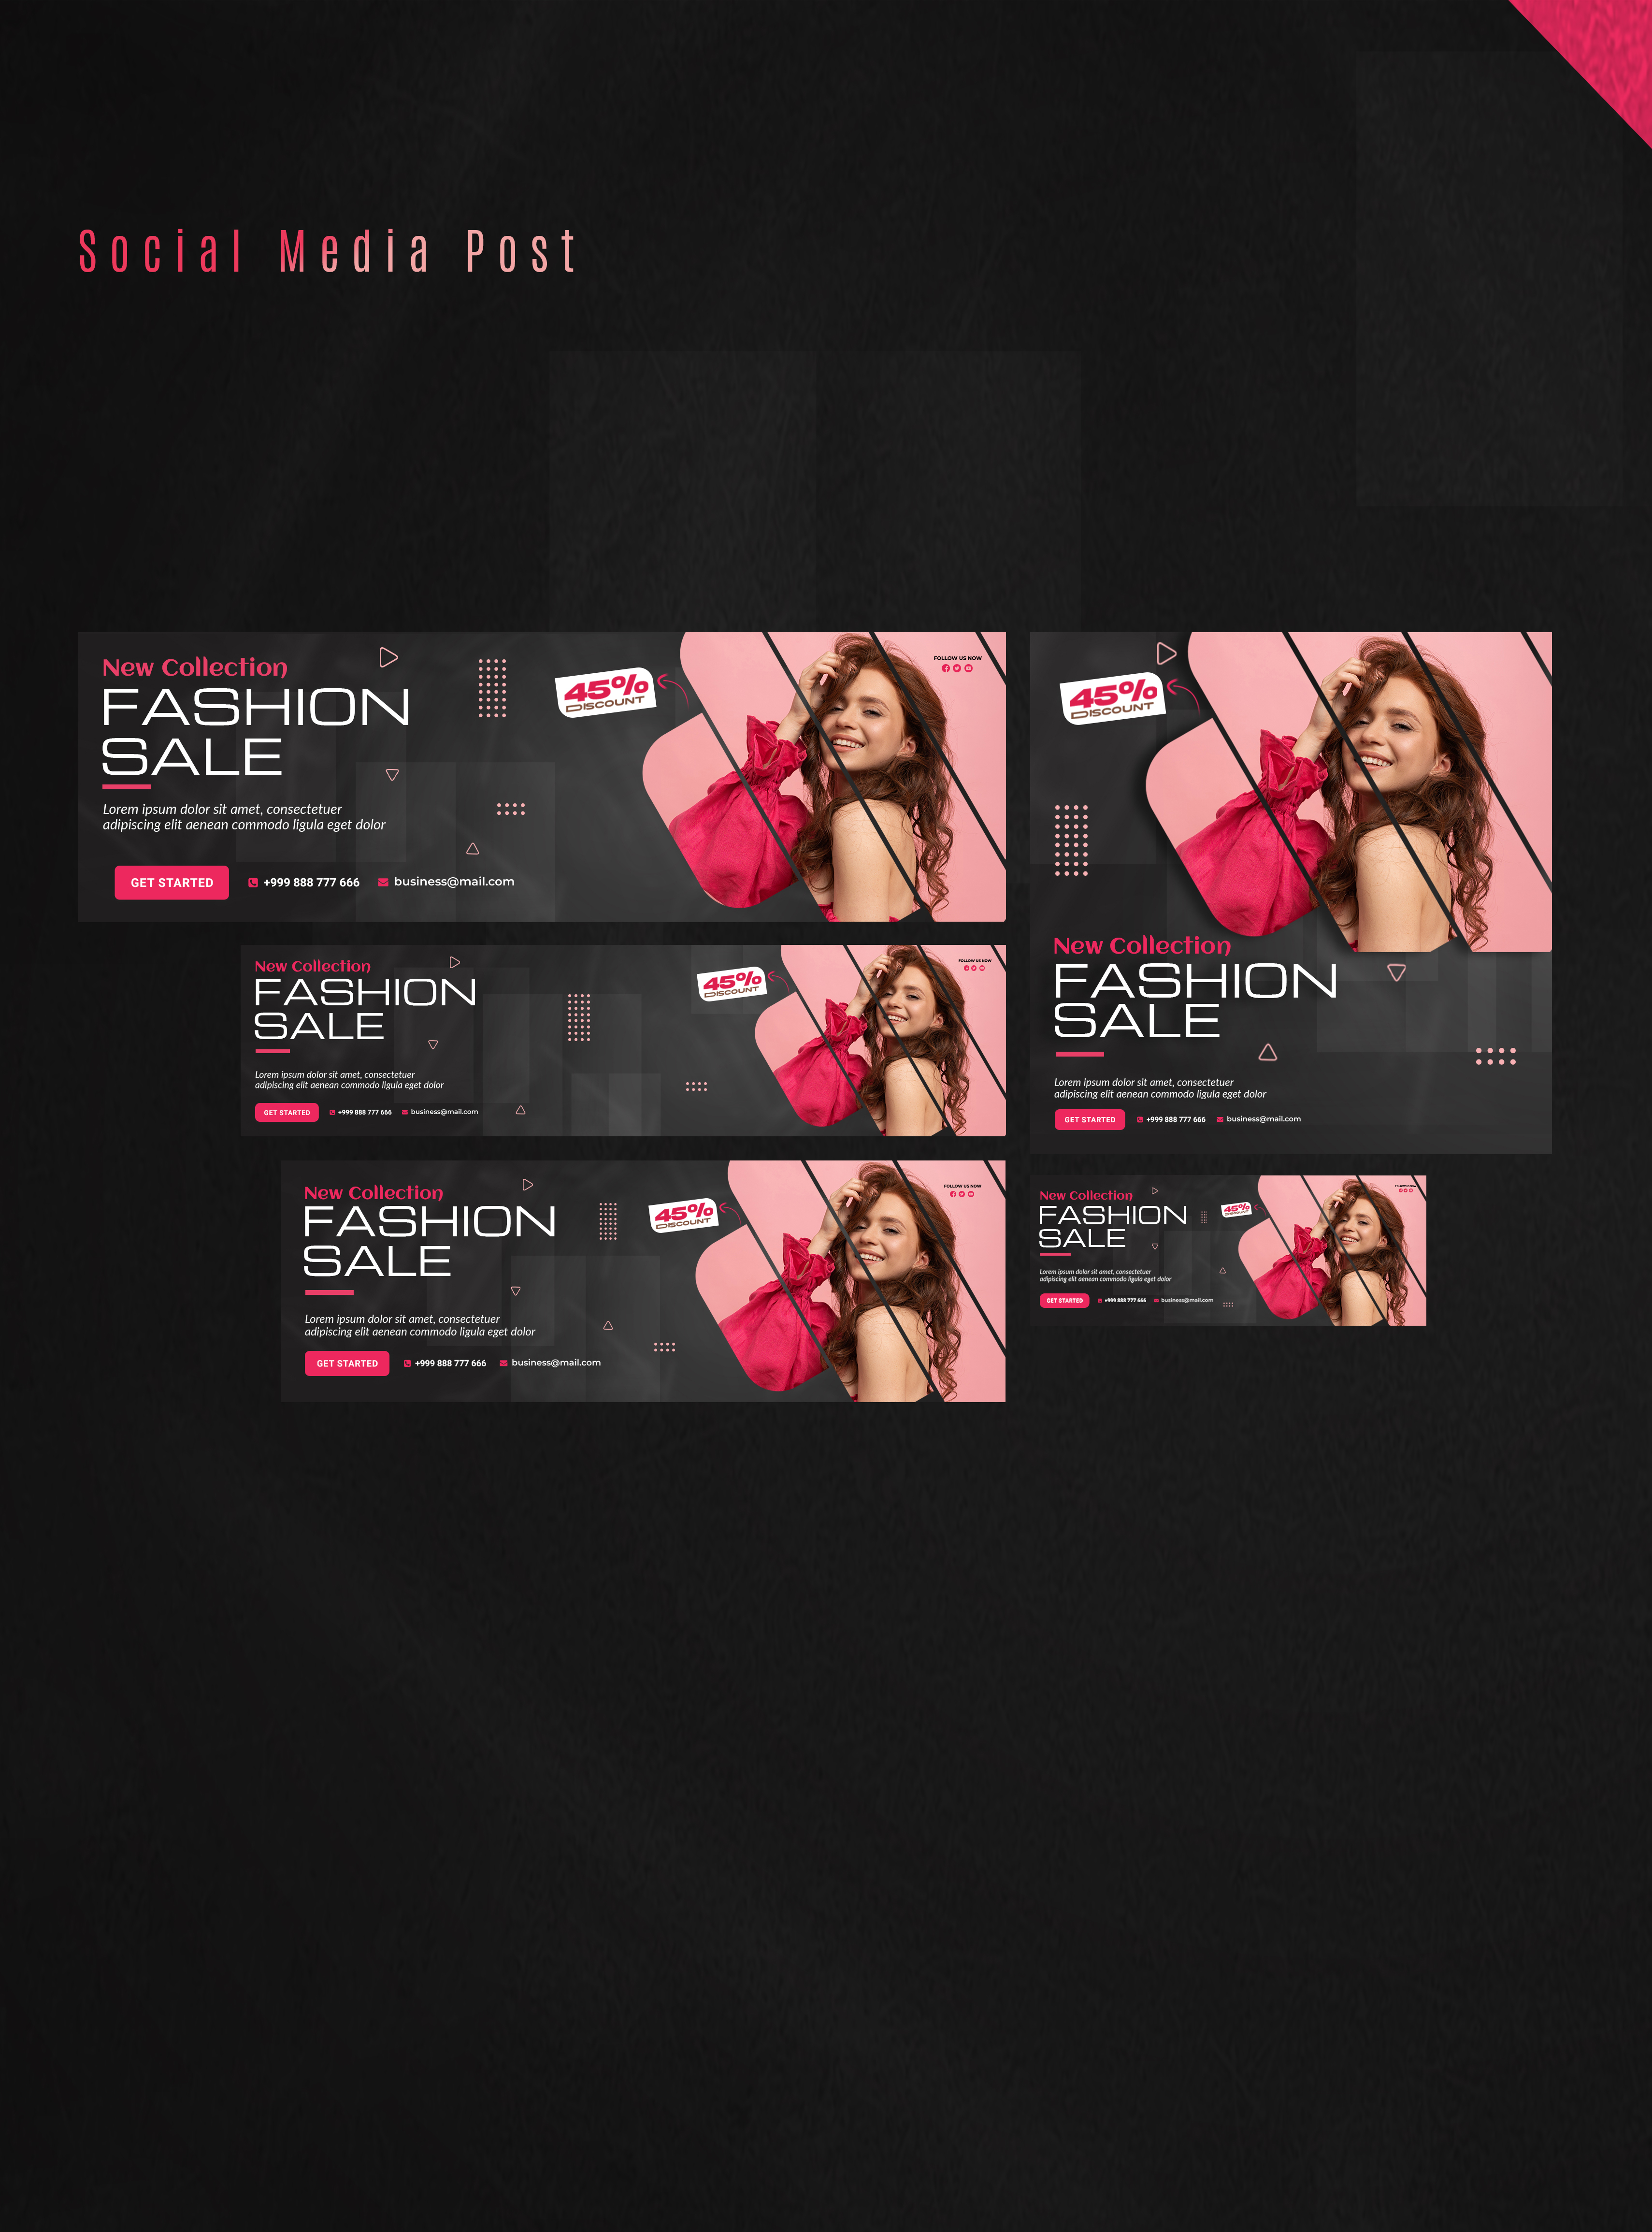 Social Media Post
New Collection
FASHION
SALE
Lorem ipsum dolor sit amet, consectetuer
adipiscing elit aenean commodo ligula eget dolor
GET STARTED
+999 888 777 666
business@mail.com
45%
DISCOUNT
FOLLOW US NOW
45%
DISCOUNT
New Collection
FASHION
SALE
Lorem ipsum dolor sit amet, consectetuer
adipiscing elit aenean commodo ligula eget dolor
GET STARTED
+999 888 777 666
business@mail.com
New Collection
FASHION
SALE
Lorem ipsum dolor sit amet, consectetuer
adipiscing elit aenean commodo ligula eget dolor
GET STARTED
+999 888 777 666
business@mail.com
45%
DISCOUNT
FOLLOW US NOW
New Collection
FASHION
SALE
Lorem ipsum dolor sit amet, consectetuer
adipiscing elit aenean commodo ligula eget dolor
GET STARTED
+999 888 777 666
business@mail.com
45%
DISCOUNT
FOLLOW US NOW
New Collection
FASHION
SALE
Lorem ipsum dolor sit amet, consectetuer
adipiscing elit aenean commodo ligula eget dolor
GET STARTED
+999 888 777 666
business@mail.com
45%
DISCOUNT
FOLLOW US NOW